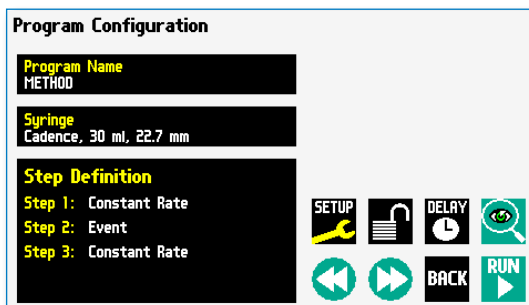 Program Configuration
Program Name
METHOD
Syringe
Cadence, 30 ml, 22.7 mm
Step Definition
Step 1: Constant Rate
Step 2: Event
Step 3: Constant Rate
SETUP
DELAY
BACK
RUN